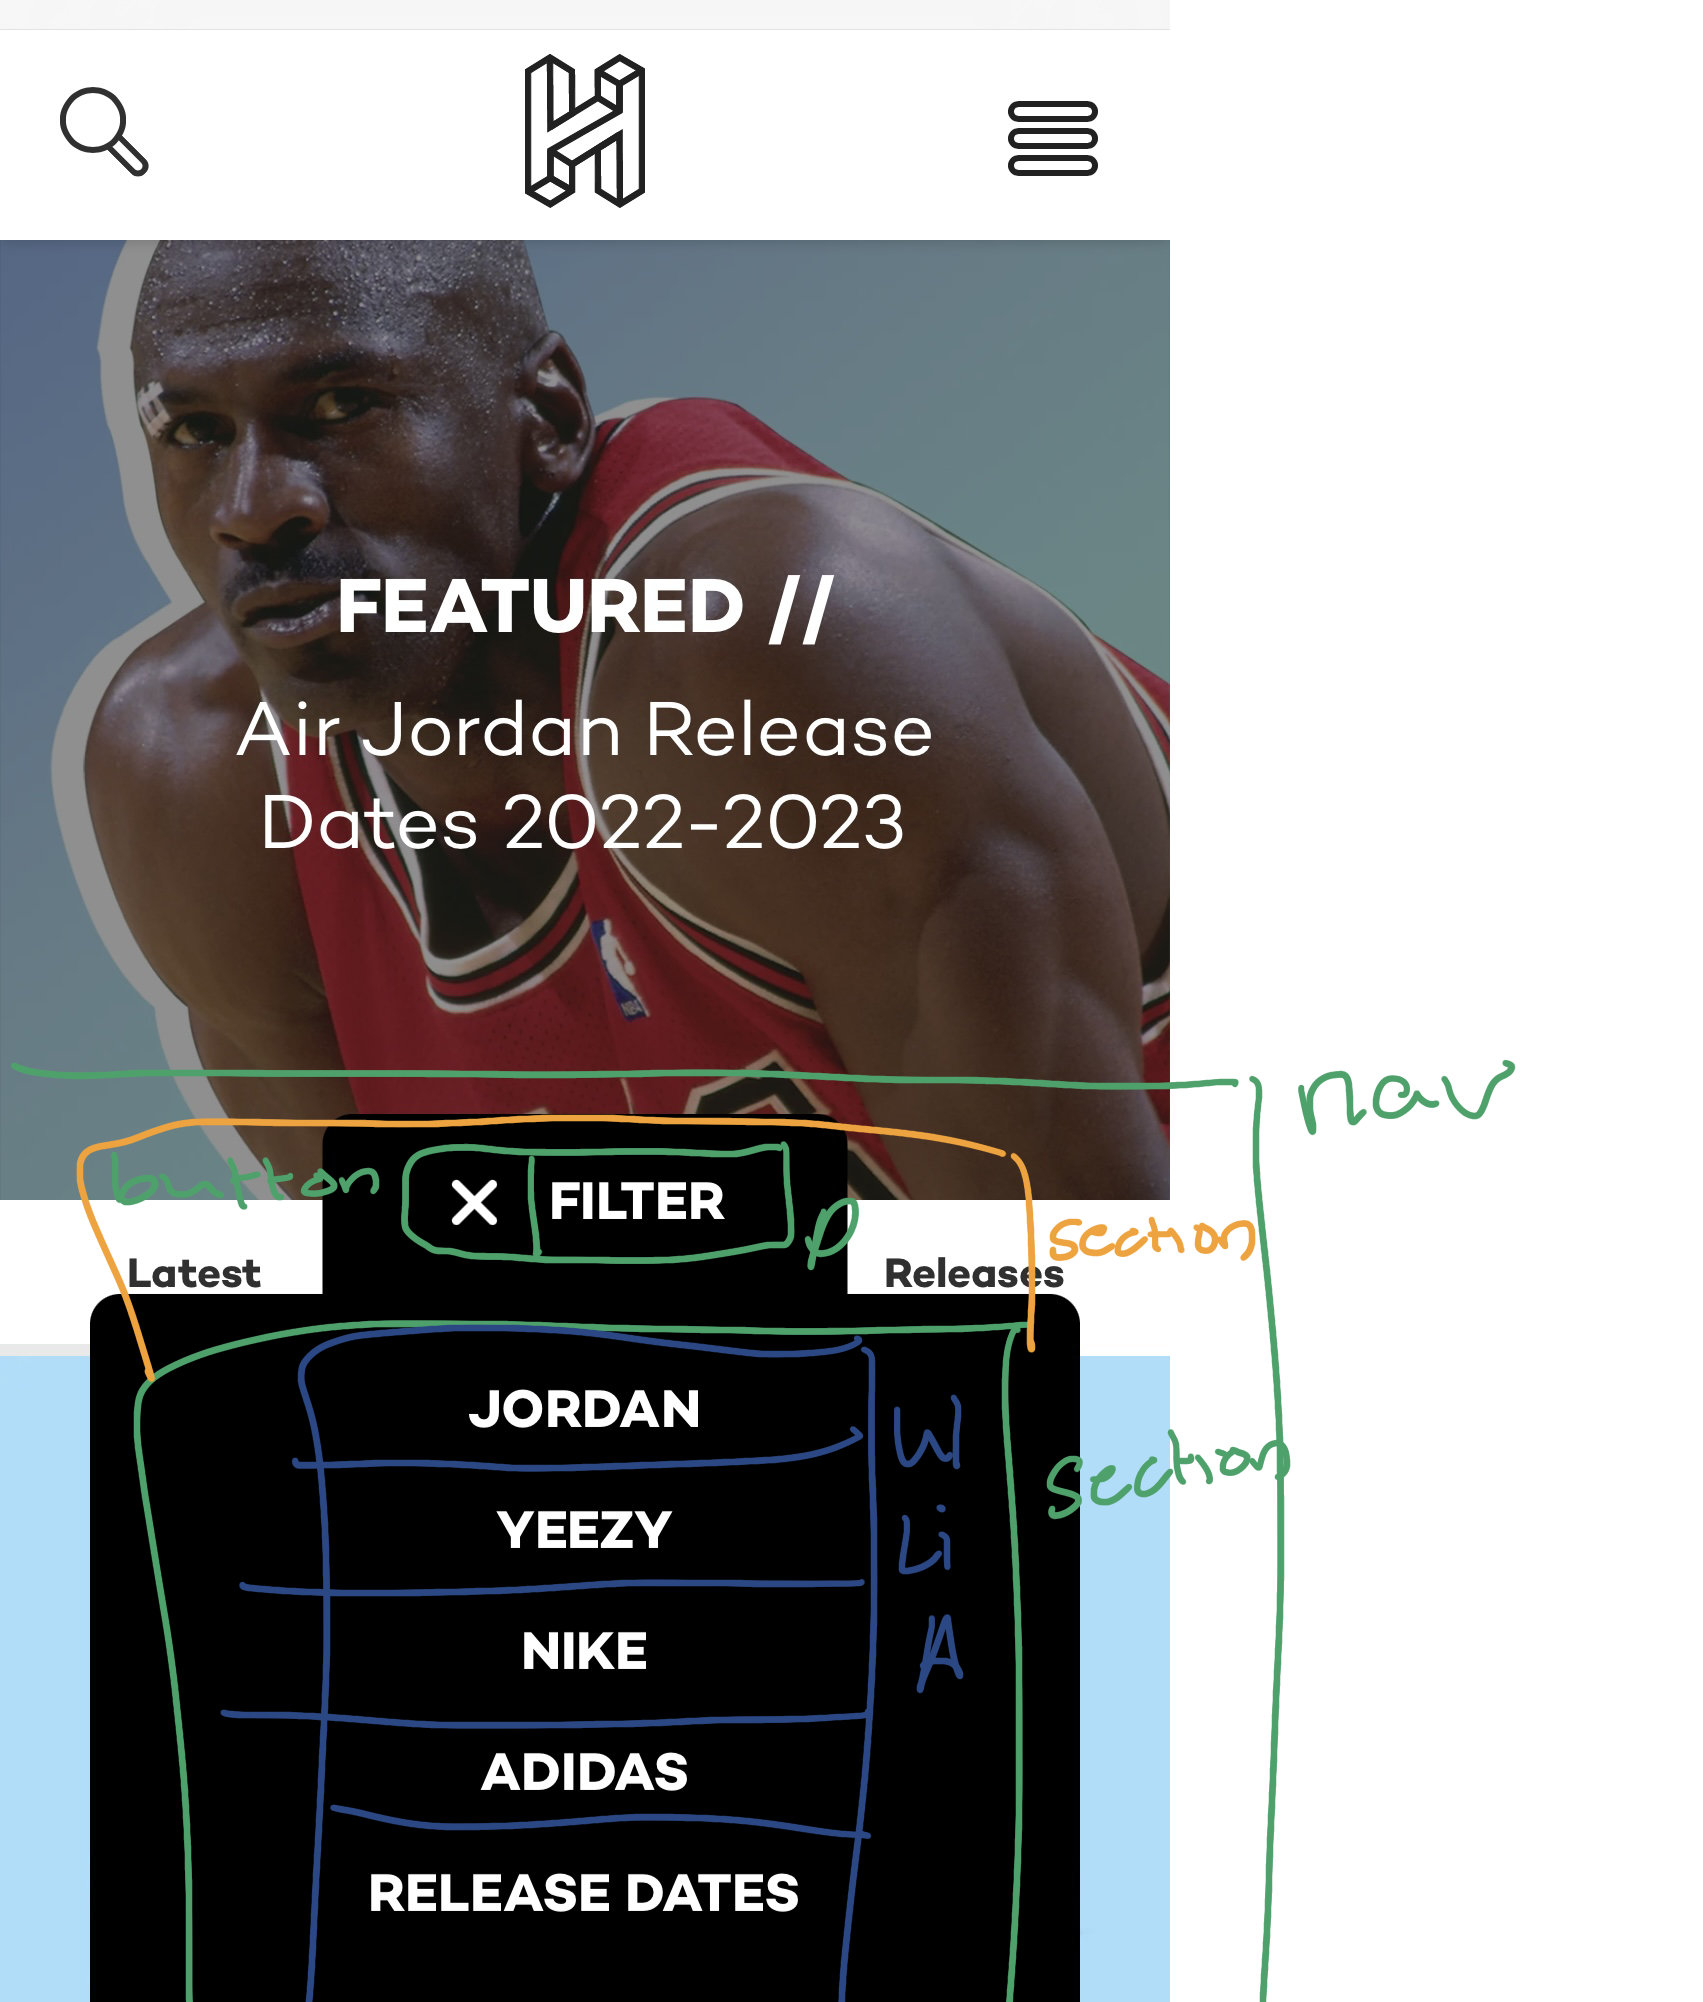 FEATURED //
Air Jordan Release
Dates 2022-2023
nav
button
FILTER
p
section
Latest
Releases
JORDAN
section
YEEZY
Li
NIKE
A
ADIDAS
RELEASE DATES